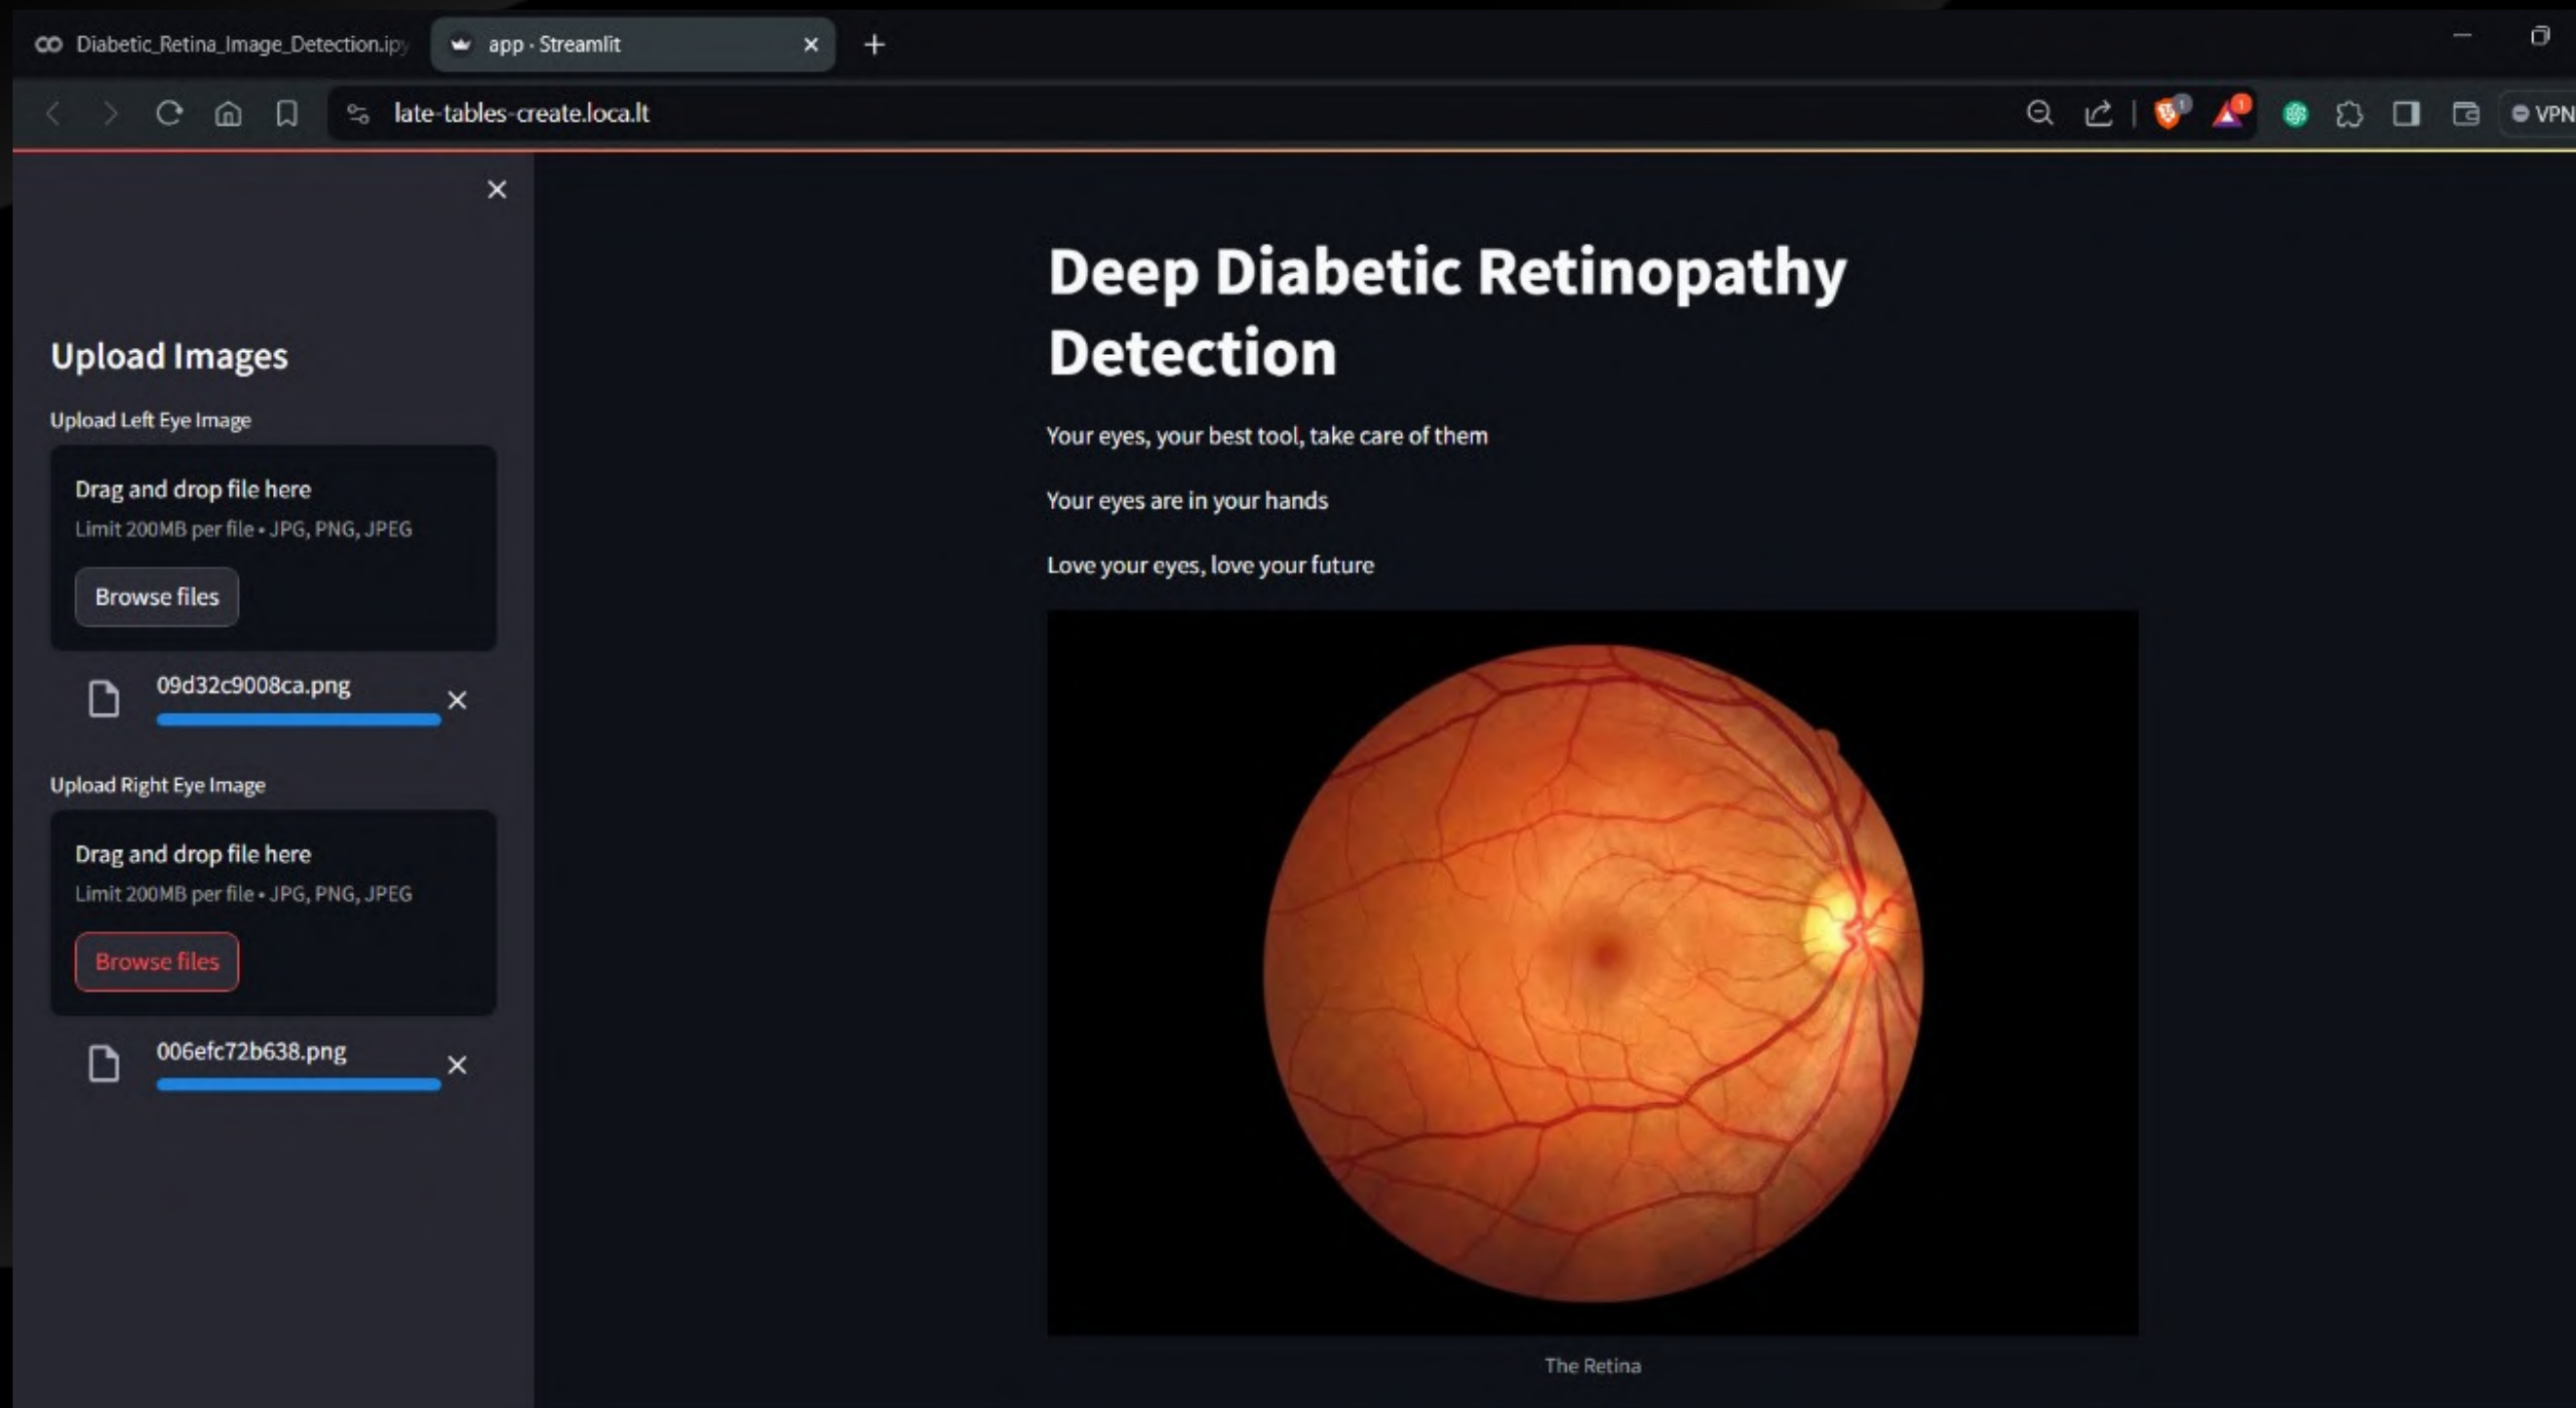 Diabetic_Retina_Image_Detection.ipy
app · Streamlit
late-tables-create.loca.lt
1
1
VPN
Upload Images
Upload Left Eye Image
Drag and drop file here
Limit 200MB per file • JPG, PNG, JPEG
Browse files
09d32c9008ca.png
Upload Right Eye Image
Drag and drop file here
Limit 200MB per file • JPG, PNG, JPEG
Browse files
006efc72b638.png
Deep Diabetic Retinopathy
Detection
Your eyes, your best tool, take care of them
Your eyes are in your hands
Love your eyes, love your future
The Retina